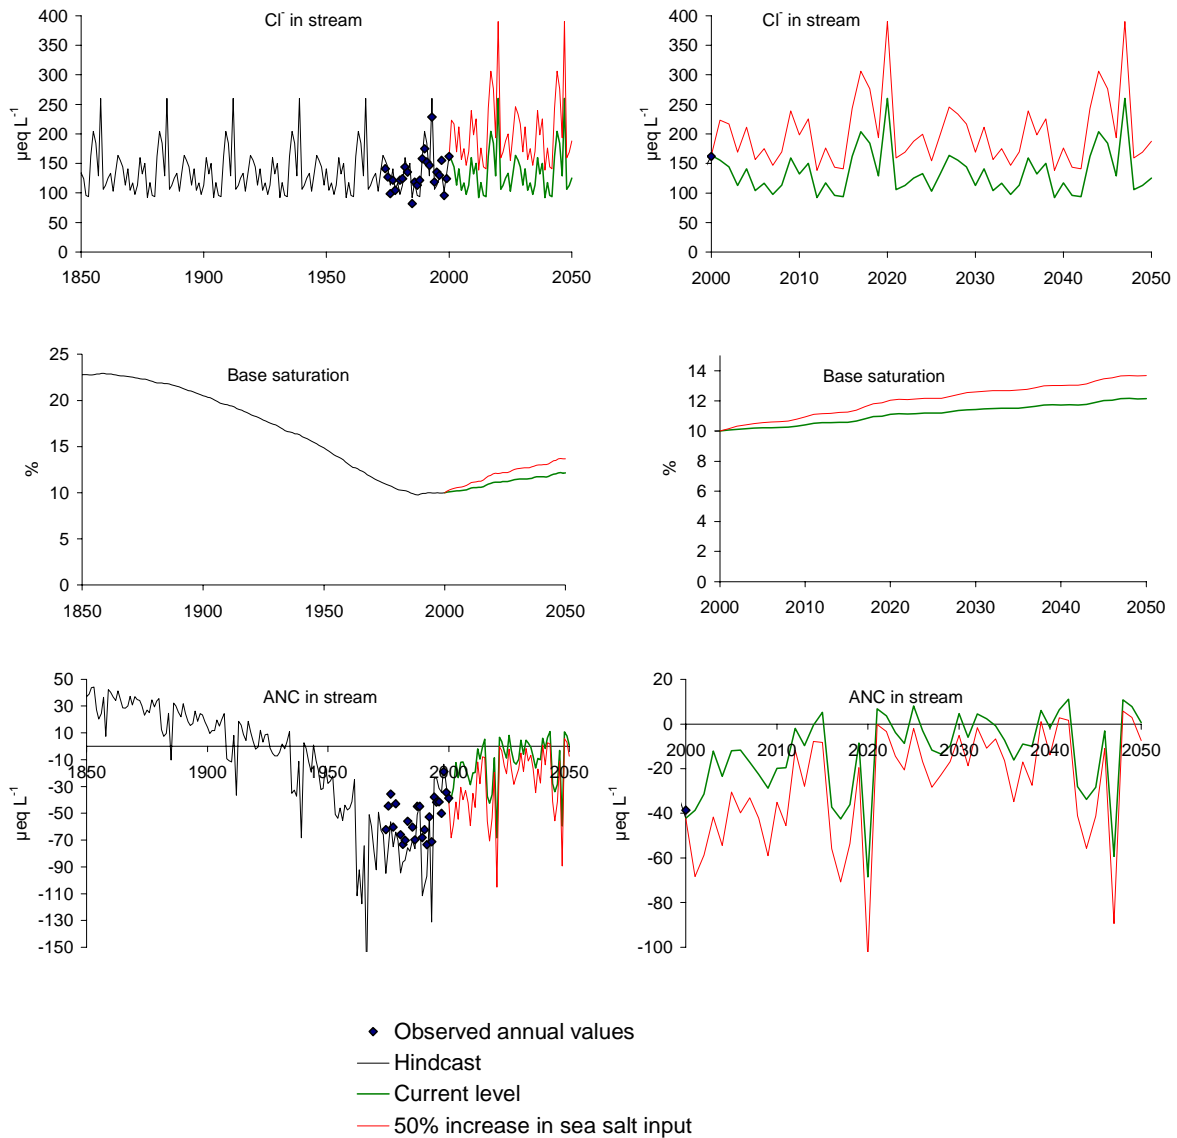 Cl- in stream
400
350
300
250
200
150
100
50
0
µeq L-1
1850 1900 1950 2000 2050
Cl- in stream
400
350
300
250
200
150
100
50
0
µeq L-1
2000 2010 2020 2030 2040 2050
Base saturation
25
20
15
10
5
0
%
1850 1900 1950 2000 2050
Base saturation
14
12
10
8
6
4
2
0
%
2000 2010 2020 2030 2040 2050
ANC in stream
50
30
10
-10
-30
-50
-70
-90
-110
-130
-150
µeq L-1
1850 1900 1950 2000 2050
ANC in stream
20
0
-20
-40
-60
-80
-100
µeq L-1
2000 2010 2020 2030 2040 2050
Observed annual values
Hindcast
Current level
50% increase in sea salt input